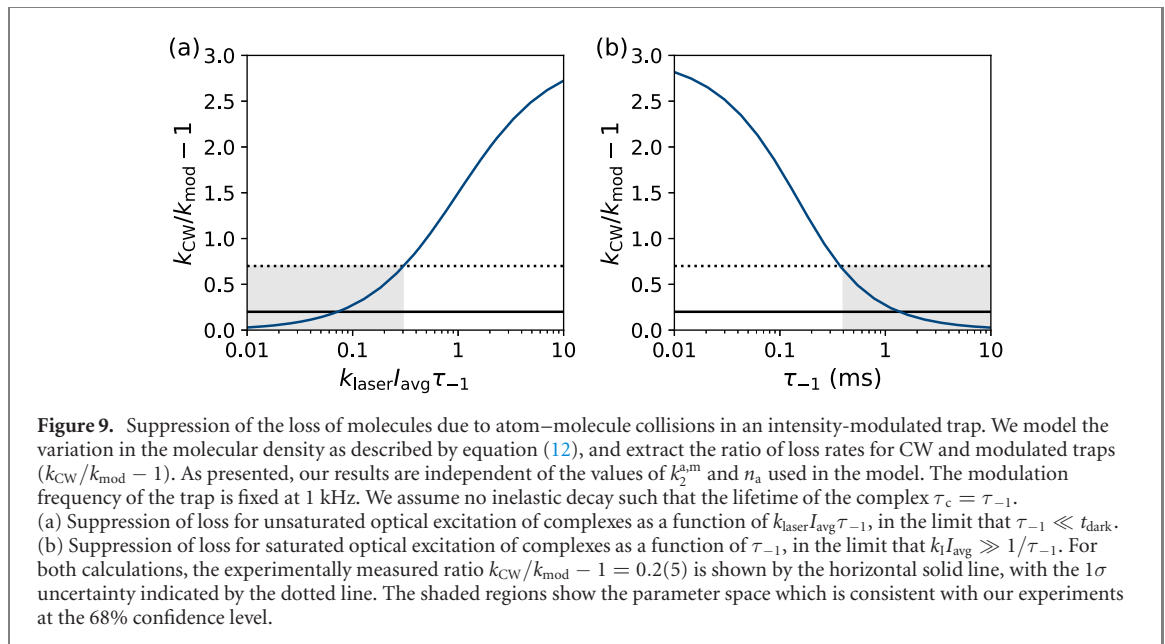 (a)
(b)
3.0
2.5
2.0
1.5
1.0
0.5
0.0
k_CW/k_mod − 1
0.01
0.1
1
10
k_laser I_avg τ_−1
3.0
2.5
2.0
1.5
1.0
0.5
0.0
k_CW/k_mod − 1
0.01
0.1
1
10
τ_−1 (ms)
Figure 9. Suppression of the loss of molecules due to atom–molecule collisions in an intensity-modulated trap. We model the
variation in the molecular density as described by equation (12), and extract the ratio of loss rates for CW and modulated traps
(k_CW/k_mod − 1). As presented, our results are independent of the values of k_2^{a,m} and n_a used in the model. The modulation
frequency of the trap is fixed at 1 kHz. We assume no inelastic decay such that the lifetime of the complex τ_c = τ_−1.
(a) Suppression of loss for unsaturated optical excitation of complexes as a function of k_laser I_avg τ_−1, in the limit that τ_−1 ≪ t_dark.
(b) Suppression of loss for saturated optical excitation of complexes as a function of τ_−1, in the limit that k_l I_avg ≫ 1/τ_−1. For
both calculations, the experimentally measured ratio k_CW/k_mod − 1 = 0.2(5) is shown by the horizontal solid line, with the 1σ
uncertainty indicated by the dotted line. The shaded regions show the parameter space which is consistent with our experiments
at the 68% confidence level.